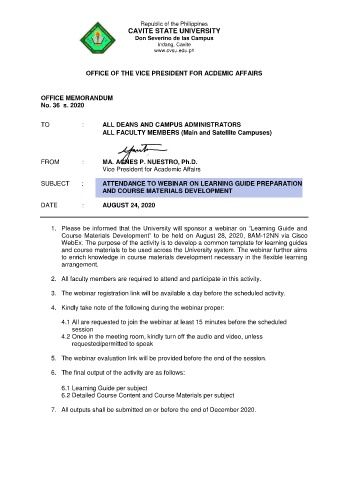 Republic of the Philippines
CAVITE STATE UNIVERSITY
Don Severino de las Campus
Indang, Cavite
www.cvsu.edu.ph
OFFICE OF THE VICE PRESIDENT FOR ACDEMIC AFFAIRS
OFFICE MEMORANDUM
No. 36 s. 2020
TO : ALL DEANS AND CAMPUS ADMINISTRATORS
ALL FACULTY MEMBERS (Main and Satellite Campuses)
FROM : MA. AGNES P. NUESTRO, Ph.D.
Vice President for Academic Affairs
SUBJECT : ATTENDANCE TO WEBINAR ON LEARNING GUIDE PREPARATION
AND COURSE MATERIALS DEVELOPMENT
DATE : AUGUST 24, 2020
1. Please be informed that the University will sponsor a webinar on “Learning Guide and
Course Materials Development” to be held on August 28, 2020, 8AM-12NN via Cisco
WebEx. The purpose of the activity is to develop a common template for learning guides
and course materials to be used across the University system. The webinar further aims
to enrich knowledge in course materials development necessary in the flexible learning
arrangement.
2. All faculty members are required to attend and participate in this activity.
3. The webinar registration link will be available a day before the scheduled activity.
4. Kindly take note of the following during the webinar proper:
4.1 All are requested to join the webinar at least 15 minutes before the scheduled
session
4.2 Once in the meeting room, kindly turn off the audio and video, unless
requested/permitted to speak
5. The webinar evaluation link will be provided before the end of the session.
6. The final output of the activity are as follows:
6.1 Learning Guide per subject
6.2 Detailed Course Content and Course Materials per subject
7. All outputs shall be submitted on or before the end of December 2020.